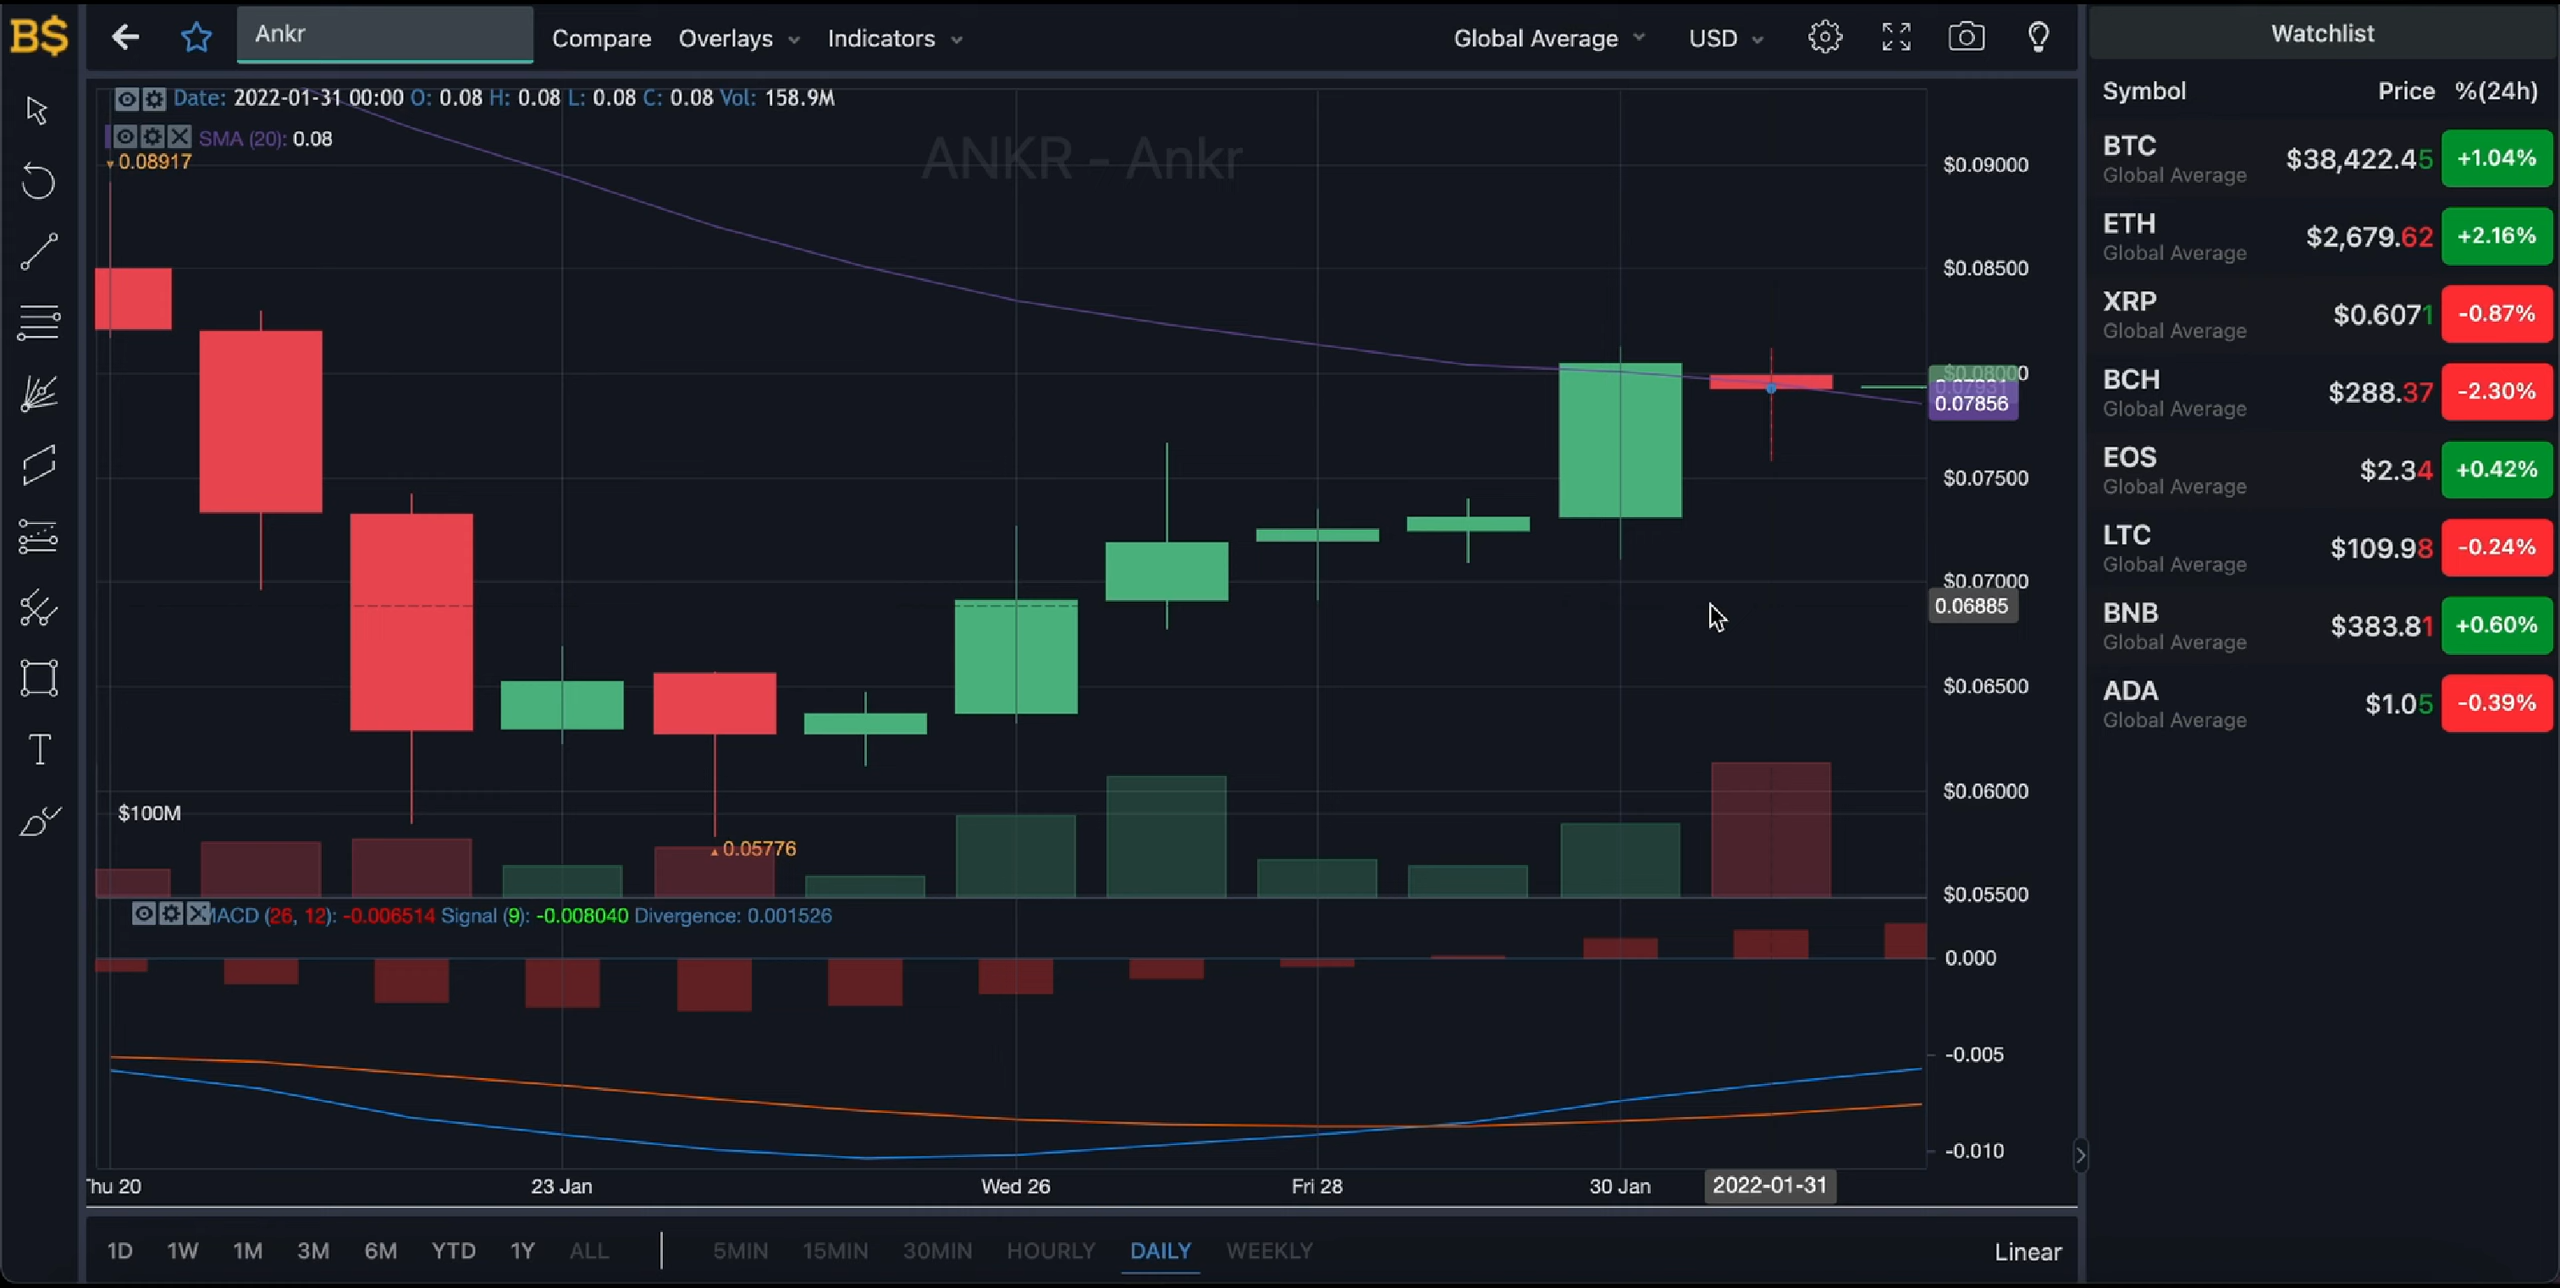 B$
Ankr
Compare
Overlays
Indicators
Global Average
USD
Date: 2022-01-31 00:00 O: 0.08 H: 0.08 L: 0.08 C: 0.08 Vol: 158.9M
SMA (20): 0.08
0.08917
ANKR - Ankr
$0.09000
$0.08500
$0.08000
0.07931
0.07856
$0.07500
$0.07000
0.06885
$0.06500
$0.06000
$0.05500
$100M
0.05776
MACD (26, 12): -0.006514 Signal (9): -0.008040 Divergence: 0.001526
0.000
-0.005
-0.010
Thu 20
23 Jan
Wed 26
Fri 28
30 Jan
2022-01-31
1D 1W 1M 3M 6M YTD 1Y ALL
5MIN 15MIN 30MIN HOURLY DAILY WEEKLY
Linear
Watchlist
Symbol Price %(24h)
BTC $38,422.45 +1.04%
Global Average
ETH $2,679.62 +2.16%
Global Average
XRP $0.6071 -0.87%
Global Average
BCH $288.37 -2.30%
Global Average
EOS $2.34 +0.42%
Global Average
LTC $109.98 -0.24%
Global Average
BNB $383.81 +0.60%
Global Average
ADA $1.05 -0.39%
Global Average